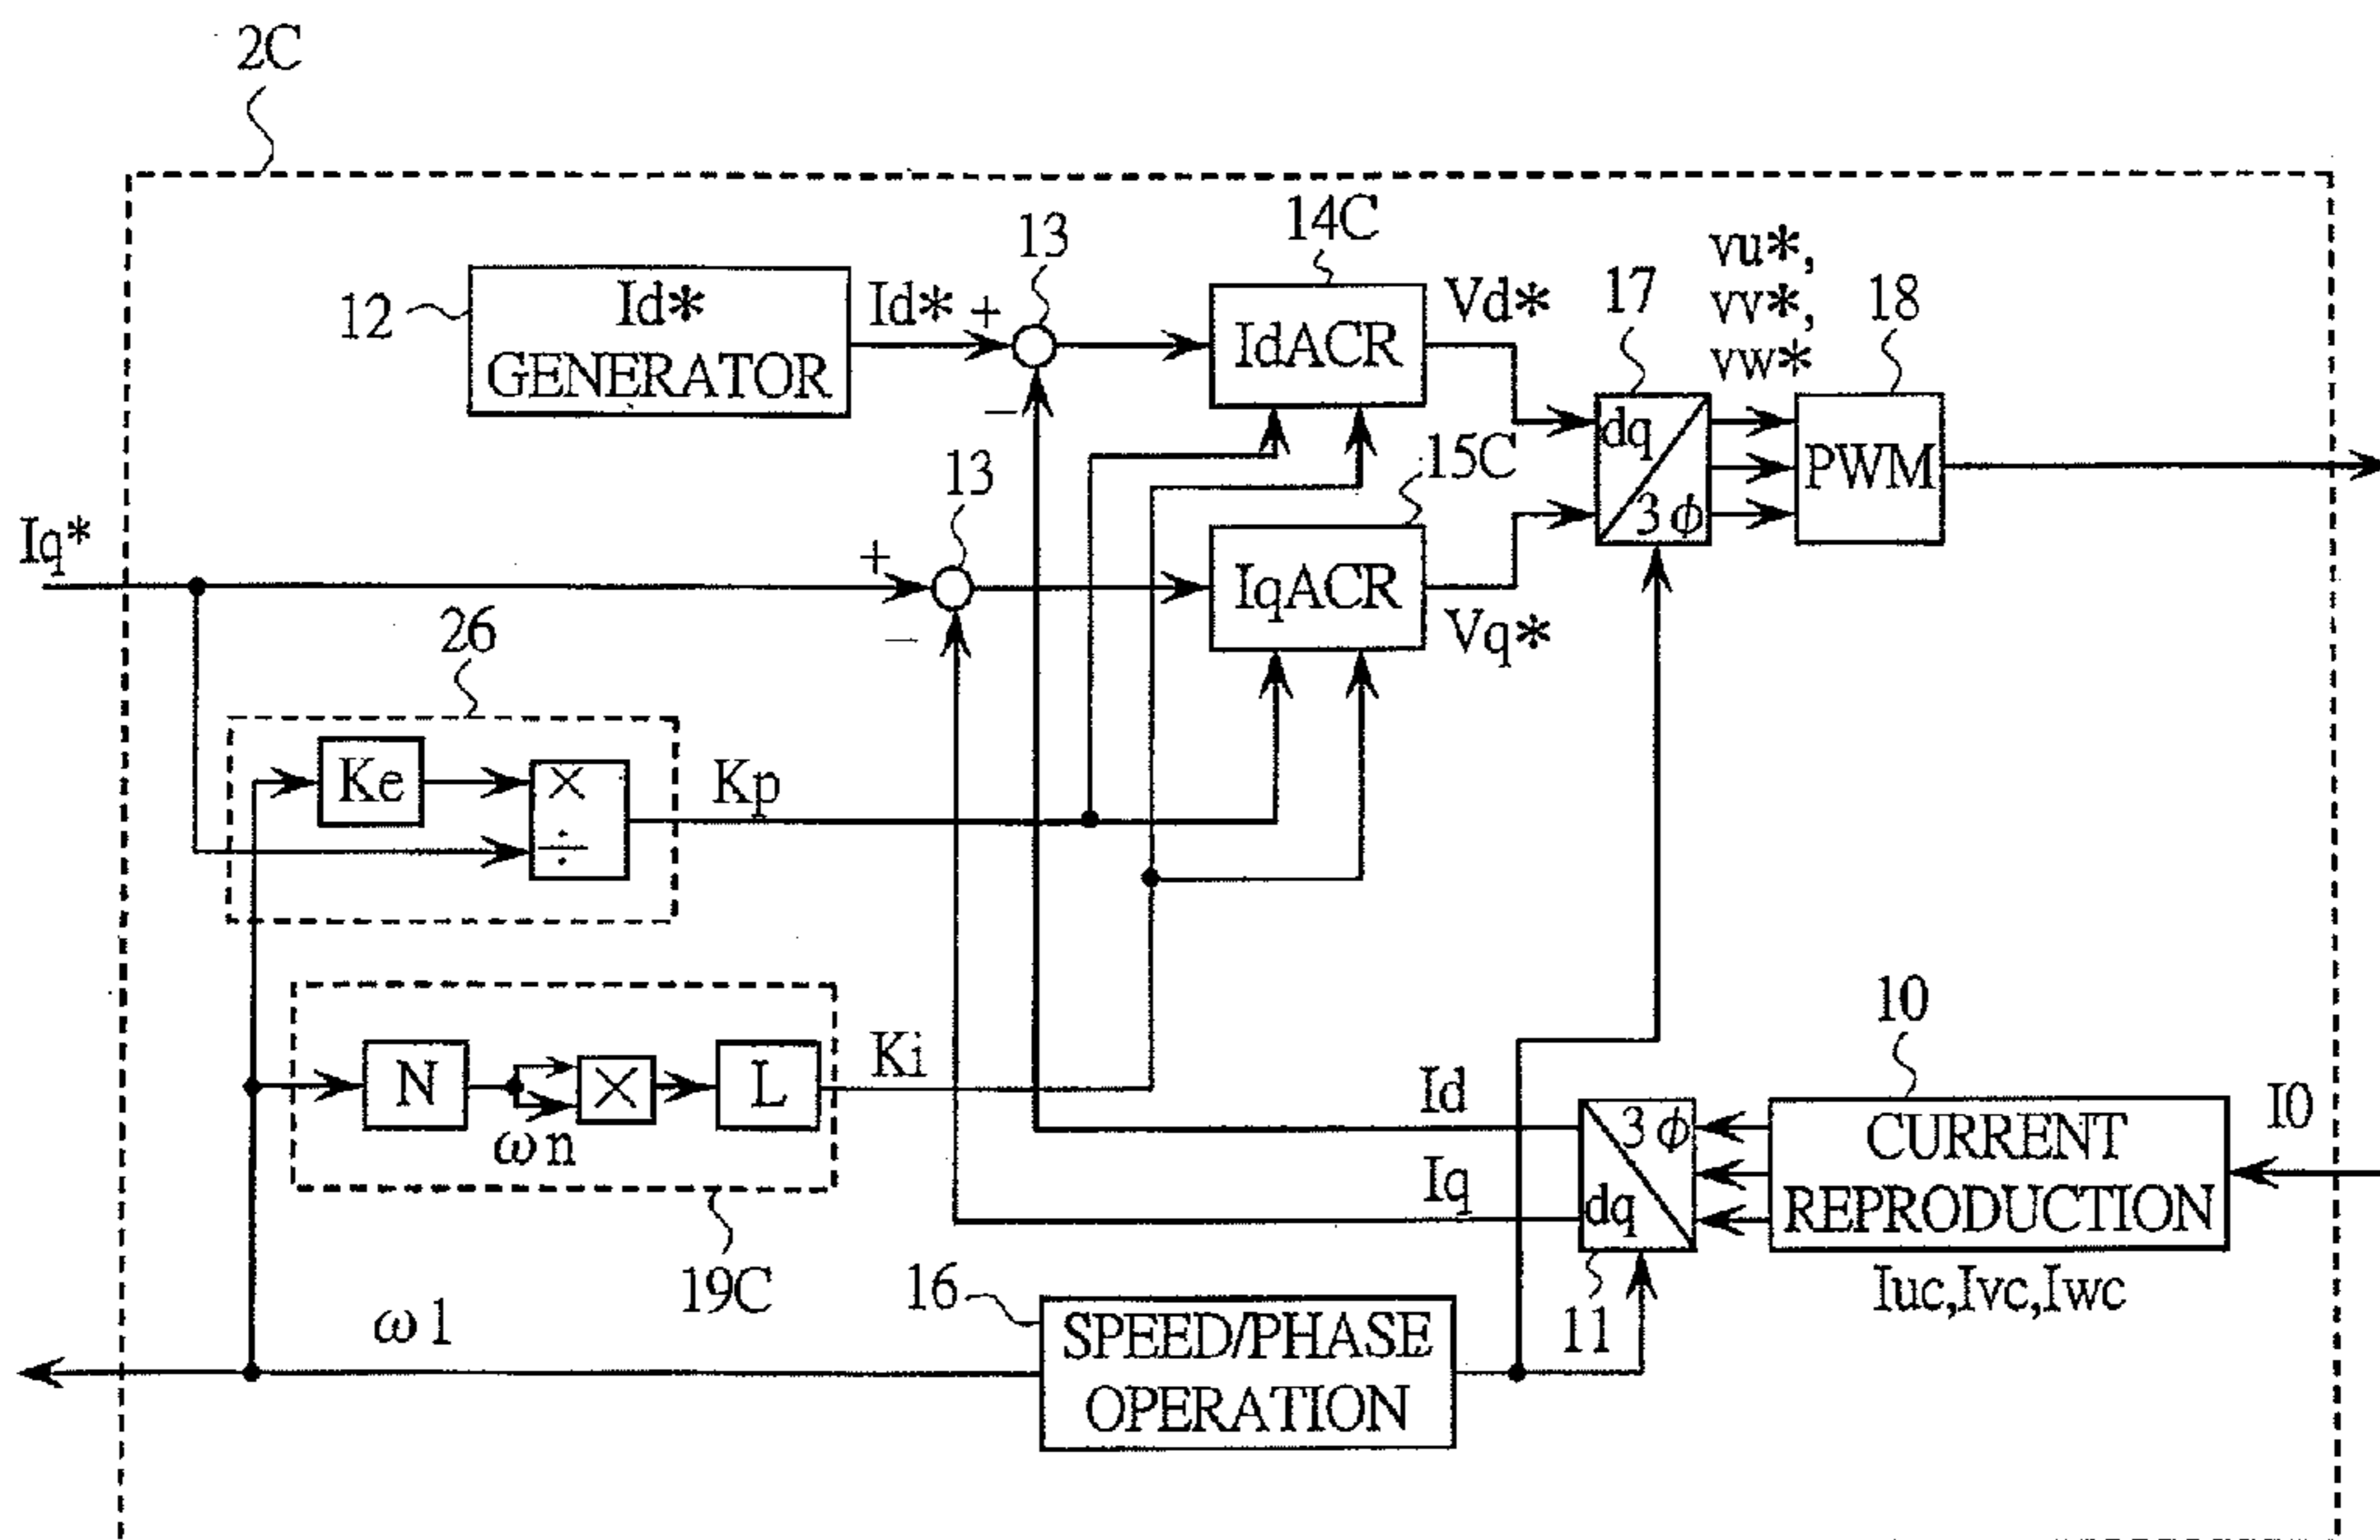 2C
13
14C
vu*,
vv*,
vw*
17
18
12
Id*
GENERATOR
Id*
+
−
IdACR
Vd*
dq
3φ
PWM
13
15C
Iq*
+
−
IqACR
Vq*
26
Ke
×
÷
Kp
N
ωn
×
L
Ki
19C
10
Id
Iq
3φ
dq
CURRENT
REPRODUCTION
I0
Iuc,Ivc,Iwc
11
16
SPEED/PHASE
OPERATION
ω1